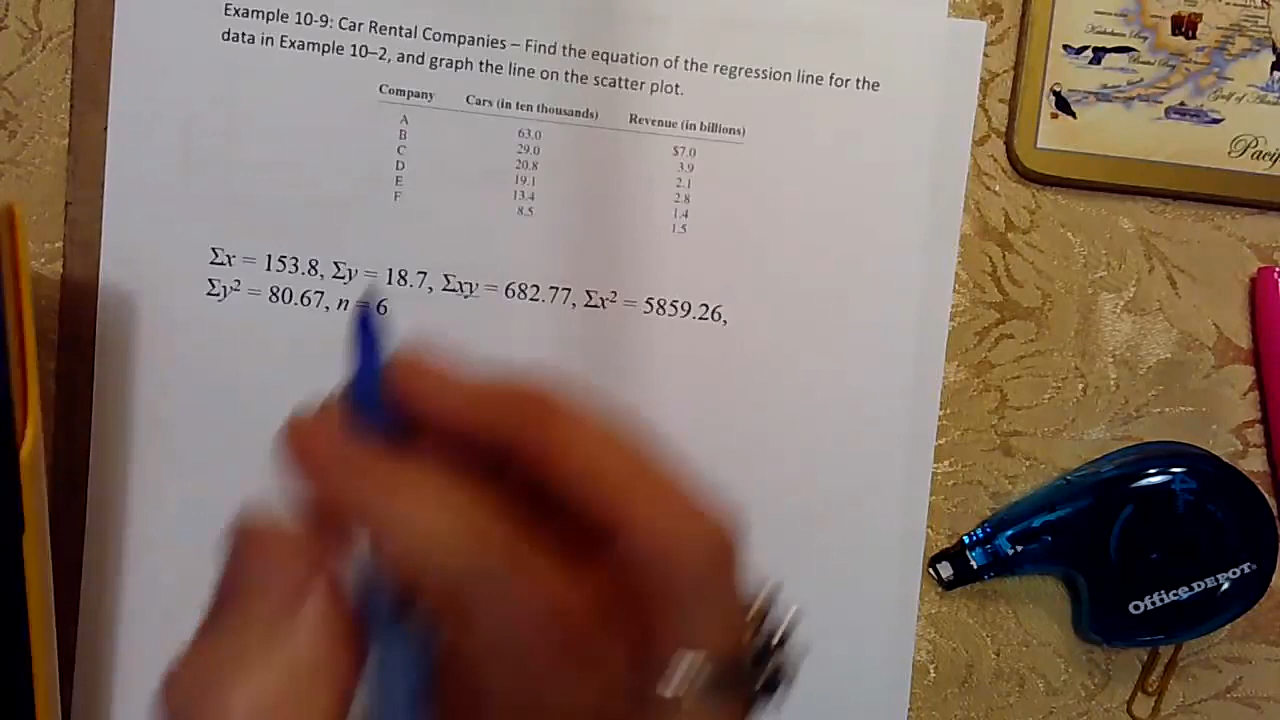 Example 10-9: Car Rental Companies – Find the equation of the regression line for the
data in Example 10–2, and graph the line on the scatter plot.
Company Cars (in ten thousands) Revenue (in billions)
A 63.0 $7.0
B 29.0 3.9
C 20.8 2.1
D 19.1 2.8
E 13.4 1.4
F 8.5 1.5
Σx = 153.8, Σy = 18.7, Σxy = 682.77, Σx² = 5859.26,
Σy² = 80.67, n = 6
Gulf of
Pacif
Office DEPOT.